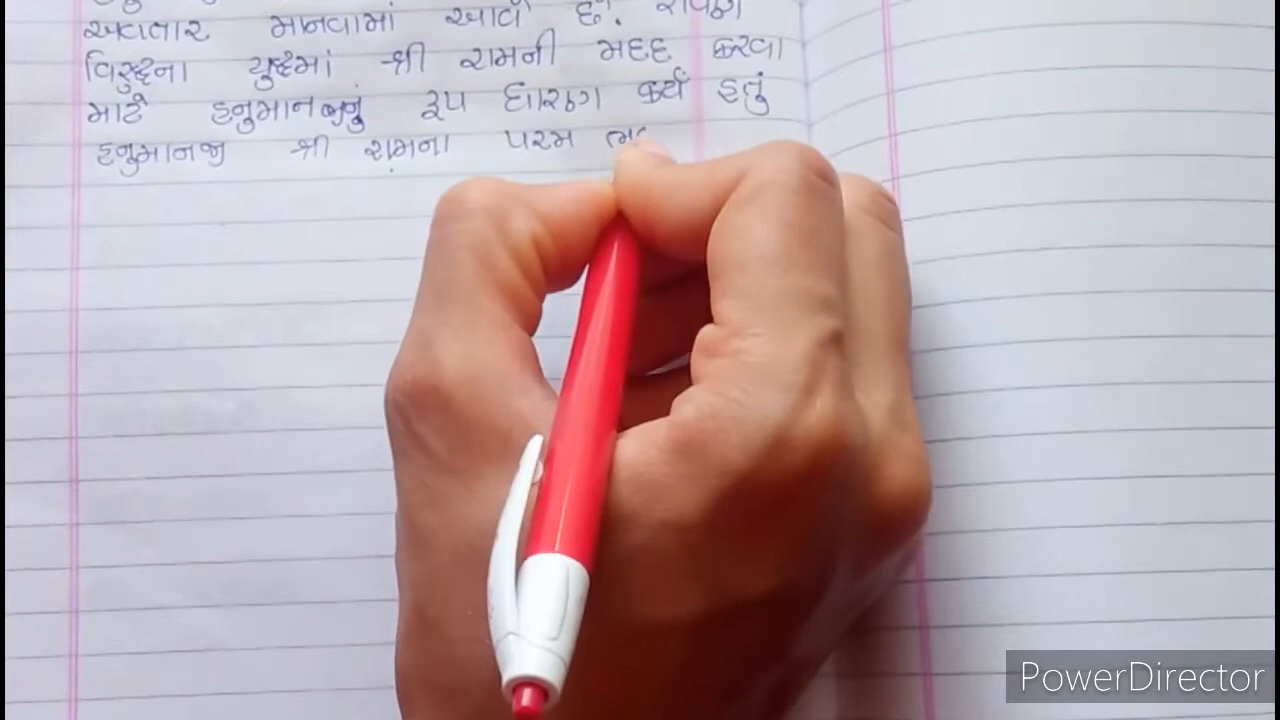 અવતાર માનવામાં આવે છે. રાવણ
વિરુદ્ધના યુદ્ધમાં શ્રી રામની મદદ કરવા
માટે હનુમાનજીનું રૂપ ધારણ કર્યું હતું
હનુમાનજી શ્રી રામના પરમ
PowerDirector